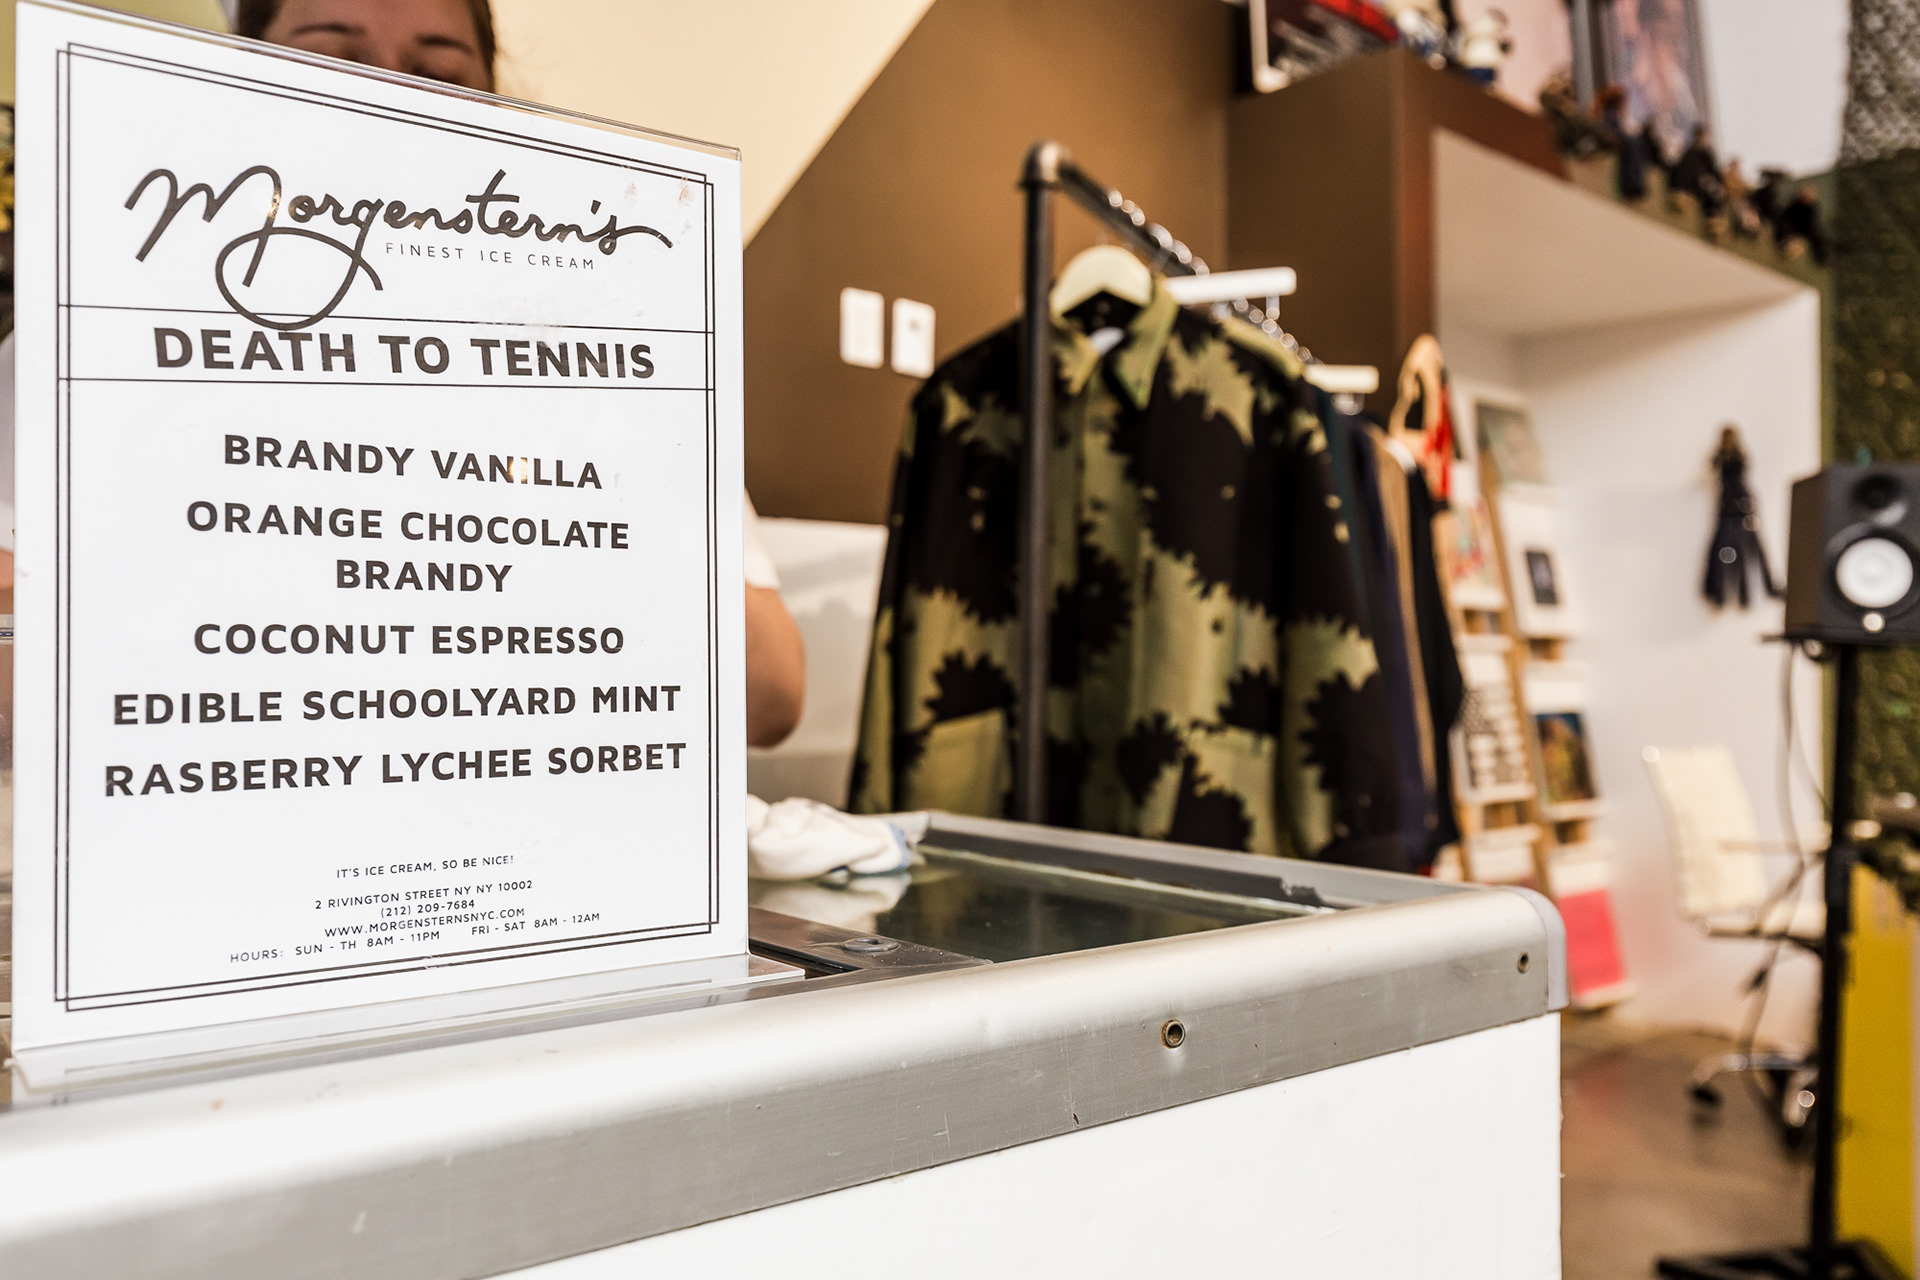 Morgenstern's
FINEST ICE CREAM
DEATH TO TENNIS
BRANDY VANILLA
ORANGE CHOCOLATE
BRANDY
COCONUT ESPRESSO
EDIBLE SCHOOLYARD MINT
RASBERRY LYCHEE SORBET
IT'S ICE CREAM, SO BE NICE!
2 RIVINGTON STREET NY NY 10002
(212) 209-7684
WWW.MORGENSTERNSNYC.COM
HOURS: SUN - TH 8AM - 11PM FRI - SAT 8AM - 12AM